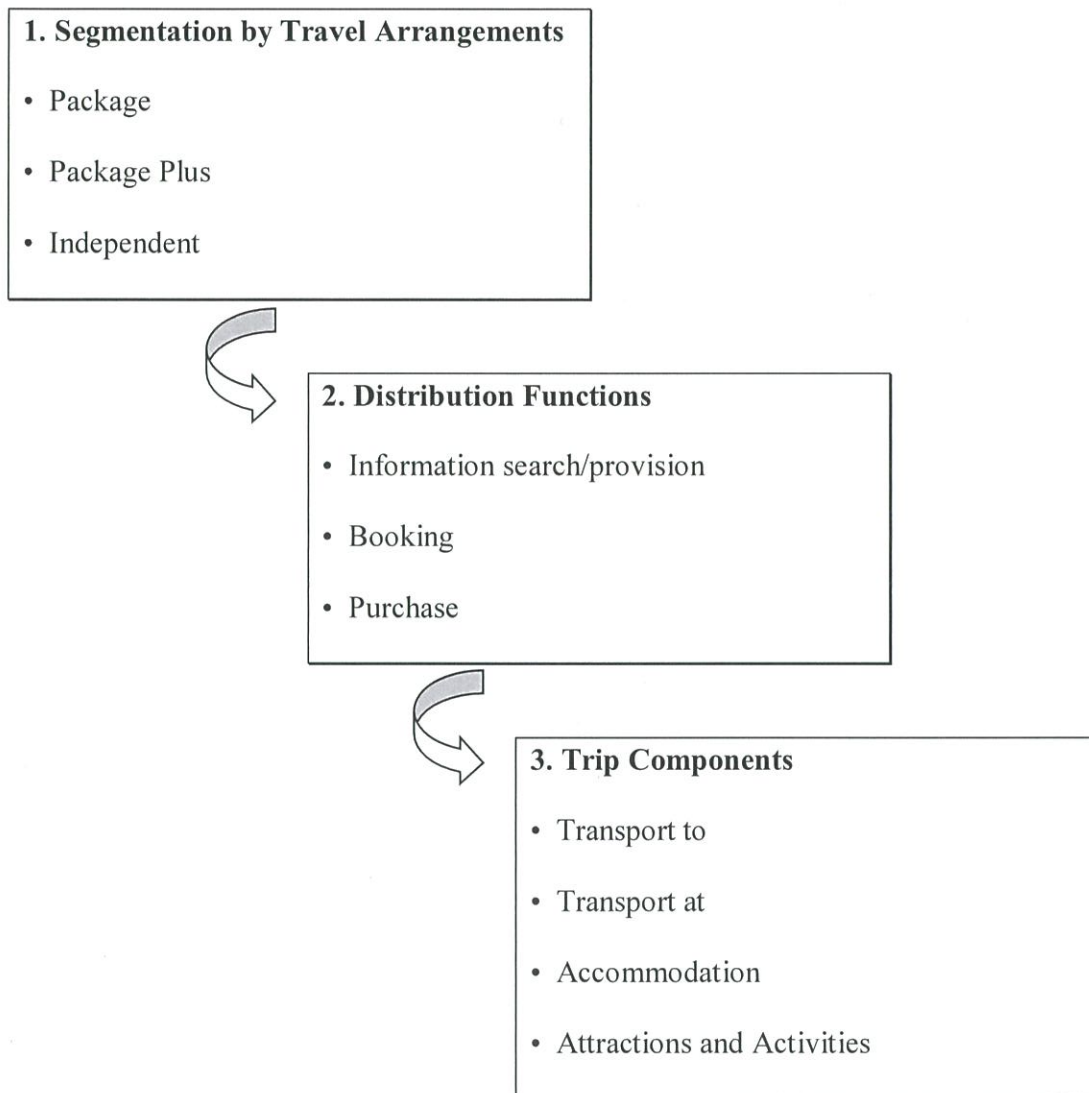 1. Segmentation by Travel Arrangements
• Package
• Package Plus
• Independent
2. Distribution Functions
• Information search/provision
• Booking
• Purchase
3. Trip Components
• Transport to
• Transport at
• Accommodation
• Attractions and Activities